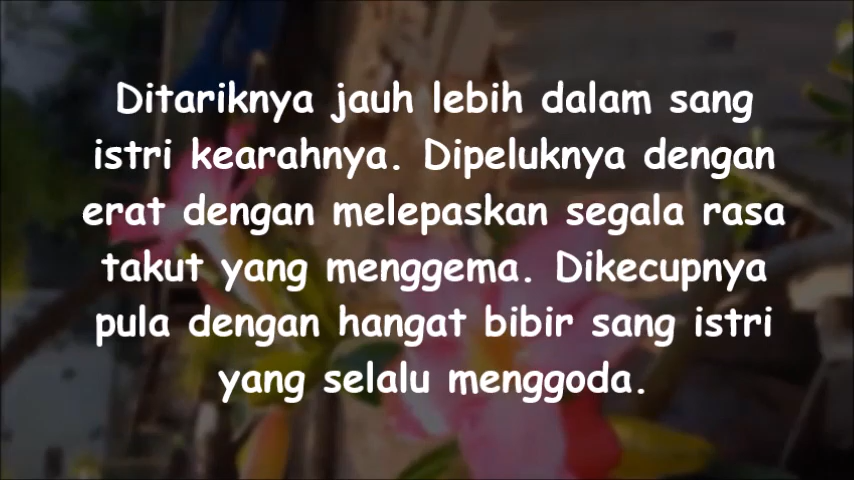 Ditariknya jauh lebih dalam sang
istri kearahnya. Dipeluknya dengan
erat dengan melepaskan segala rasa
takut yang menggema. Dikecupnya
pula dengan hangat bibir sang istri
yang selalu menggoda.